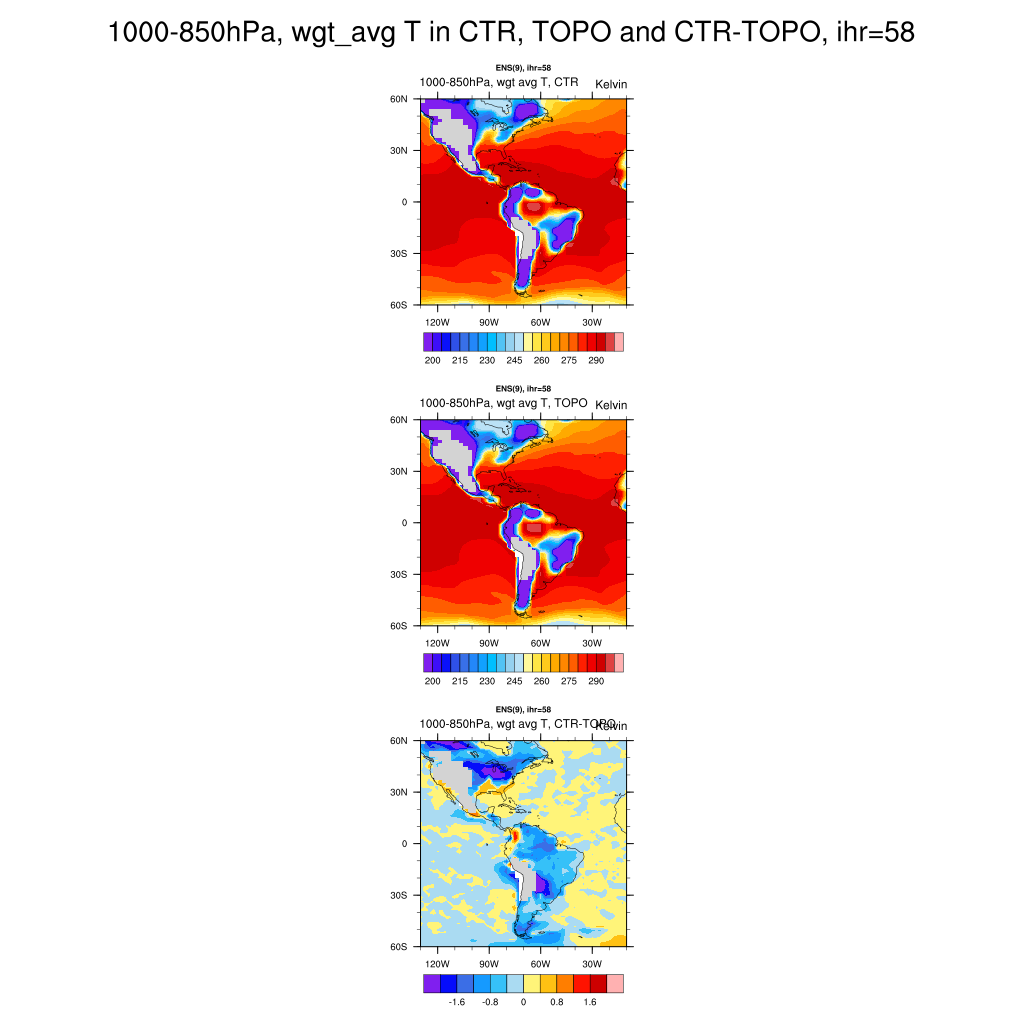 1000-850hPa, wgt_avg T in CTR, TOPO and CTR-TOPO, ihr=58
ENS(9), ihr=58
1000-850hPa, wgt avg T, CTR Kelvin
60N
30N
0
30S
60S
120W 90W 60W 30W
200 215 230 245 260 275 290
ENS(9), ihr=58
1000-850hPa, wgt avg T, TOPO Kelvin
60N
30N
0
30S
60S
120W 90W 60W 30W
200 215 230 245 260 275 290
ENS(9), ihr=58
1000-850hPa, wgt avg T, CTR-TOPO Kelvin
60N
30N
0
30S
60S
120W 90W 60W 30W
-1.6 -0.8 0 0.8 1.6